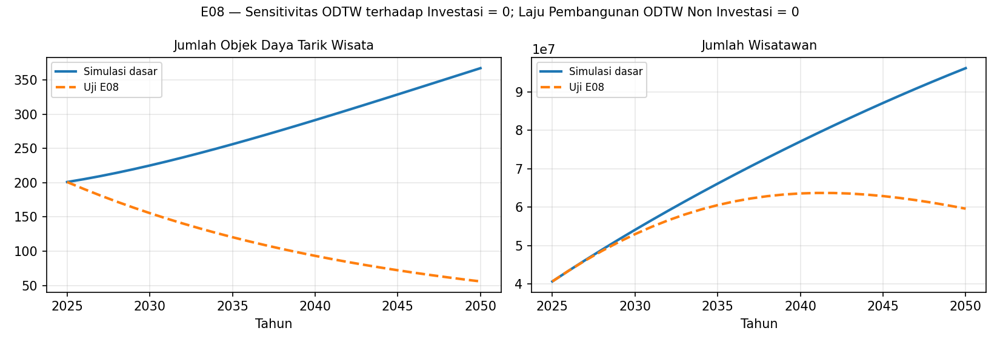 E08 — Sensitivitas ODTW terhadap Investasi = 0; Laju Pembangunan ODTW Non Investasi = 0
Jumlah Objek Daya Tarik Wisata
Simulasi dasar
Uji E08
350
300
250
200
150
100
50
2025 2030 2035 2040 2045 2050
Tahun
Jumlah Wisatawan
1e7
Simulasi dasar
Uji E08
9
8
7
6
5
4
2025 2030 2035 2040 2045 2050
Tahun